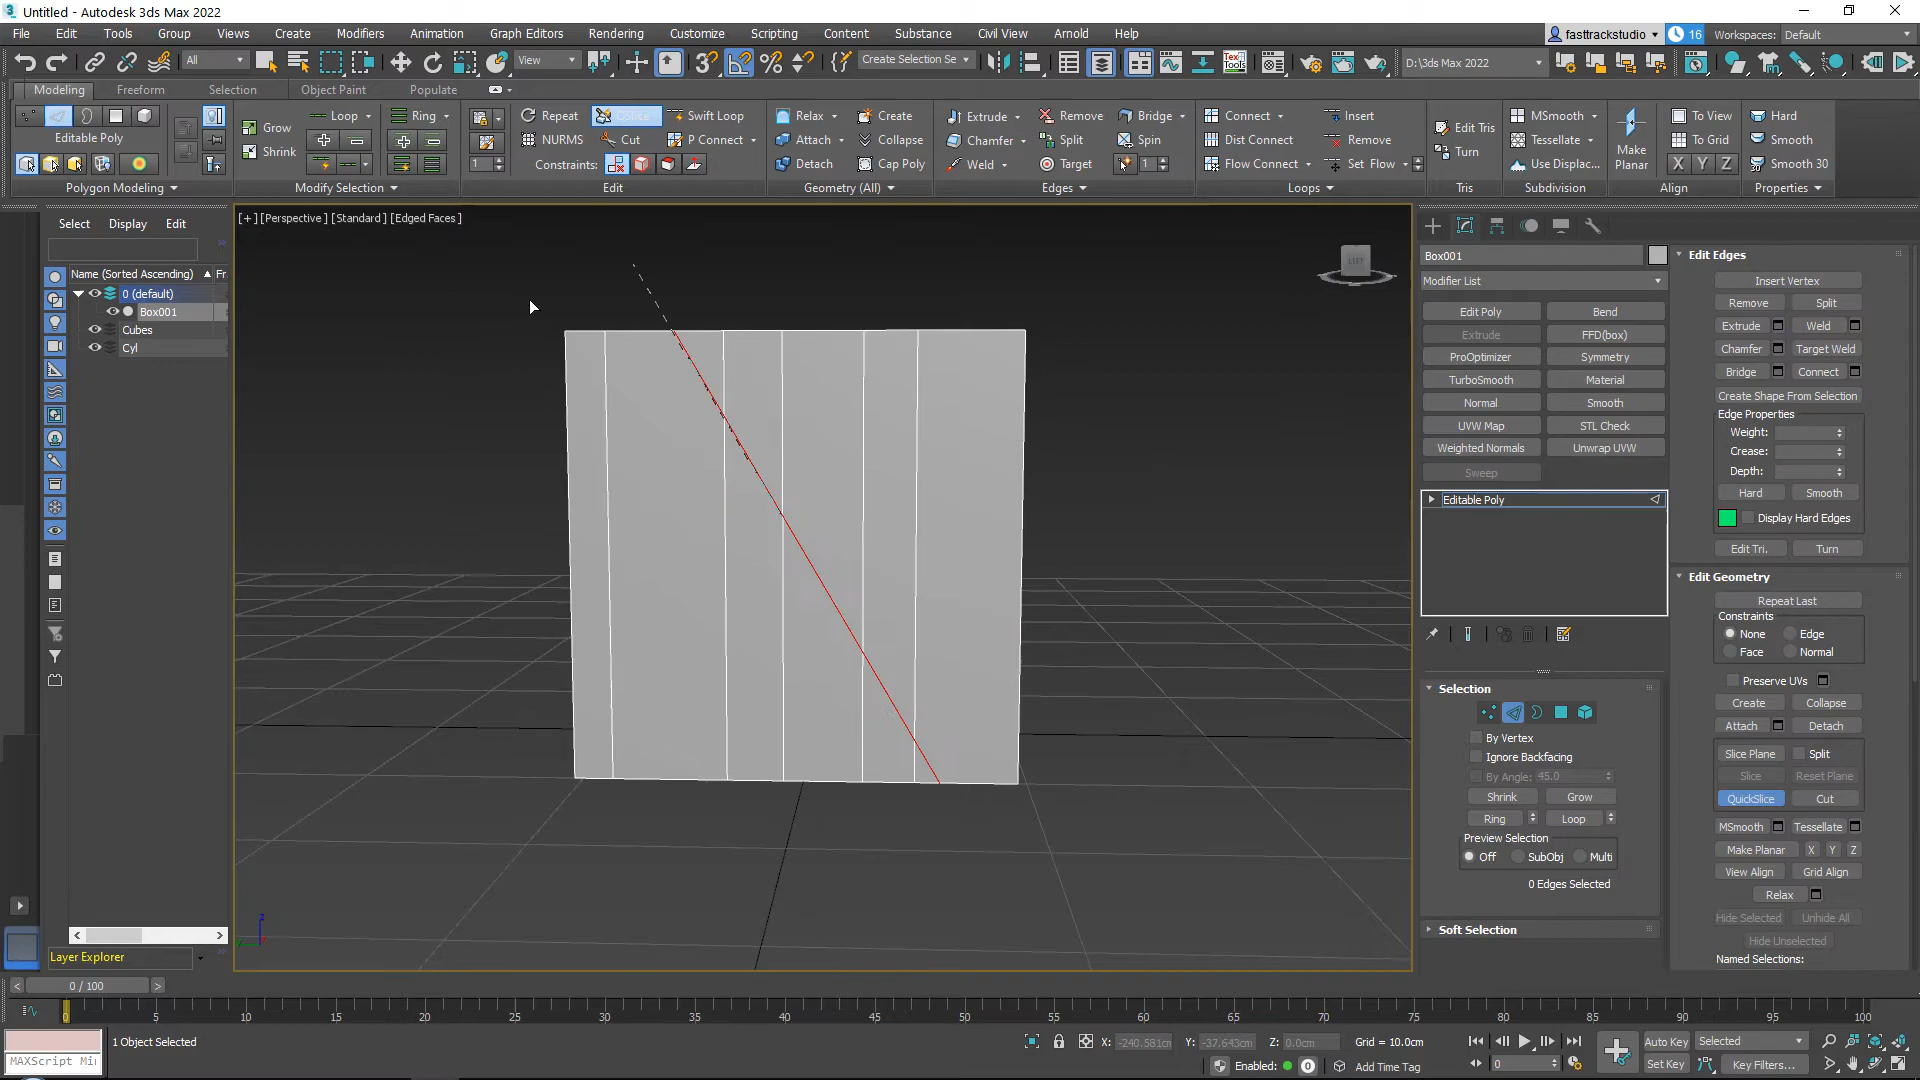 Untitled - Autodesk 3ds Max 2022
File Edit Tools Group Views Create Modifiers Animation Graph Editors Rendering Customize Scripting Content Substance Civil View Arnold Help
fasttrackstudio 16 Workspaces: Default
All View Create Selection Se D:\3ds Max 2022
Modeling Freeform Selection Object Paint Populate
Editable Poly Grow Shrink Loop Ring
Repeat QSlice Swift Loop Relax Create Extrude Remove Bridge Connect Insert MSmooth To View Hard
NURMS Cut P Connect Attach Collapse Chamfer Split Spin Dist Connect Remove Edit Tris Tessellate To Grid Smooth
1 Constraints: Detach Cap Poly Weld Target 1 Flow Connect Set Flow Turn Use Displac... Make Planar X Y Z Smooth 30
Polygon Modeling Modify Selection Edit Geometry (All) Edges Loops Tris Subdivision Align Properties
Select Display Edit
Name (Sorted Ascending) Fr
0 (default)
Box001
Cubes
Cyl
Layer Explorer
[+] [Perspective ] [Standard ] [Edged Faces ]
LEFT
z
Box001
Modifier List
Edit Poly Bend
Extrude FFD(box)
ProOptimizer Symmetry
TurboSmooth Material
Normal Smooth
UVW Map STL Check
Weighted Normals Unwrap UVW
Sweep
Editable Poly
Selection
By Vertex
Ignore Backfacing
By Angle: 45.0
Shrink Grow
Ring Loop
Preview Selection
Off SubObj Multi
0 Edges Selected
Soft Selection
Edit Edges
Insert Vertex
Remove Split
Extrude Weld
Chamfer Target Weld
Bridge Connect
Create Shape From Selection
Edge Properties
Weight:
Crease:
Depth:
Hard Smooth
Display Hard Edges
Edit Tri. Turn
Edit Geometry
Repeat Last
Constraints
None Edge
Face Normal
Preserve UVs
Create Collapse
Attach Detach
Slice Plane Split
Slice Reset Plane
QuickSlice Cut
MSmooth Tessellate
Make Planar X Y Z
View Align Grid Align
Relax
Hide Selected Unhide All
Hide Unselected
Named Selections:
< 0 / 100 >
0 5 10 15 20 25 30 35 40 45 50 55 60 65 70 75 80 85 90 95 100
1 Object Selected X: -240.581cm Y: -37.643cm Z: 0.0cm Grid = 10.0cm Auto Key Selected
MAXScript Mi Enabled: 0 Add Time Tag 0 Set Key Key Filters...